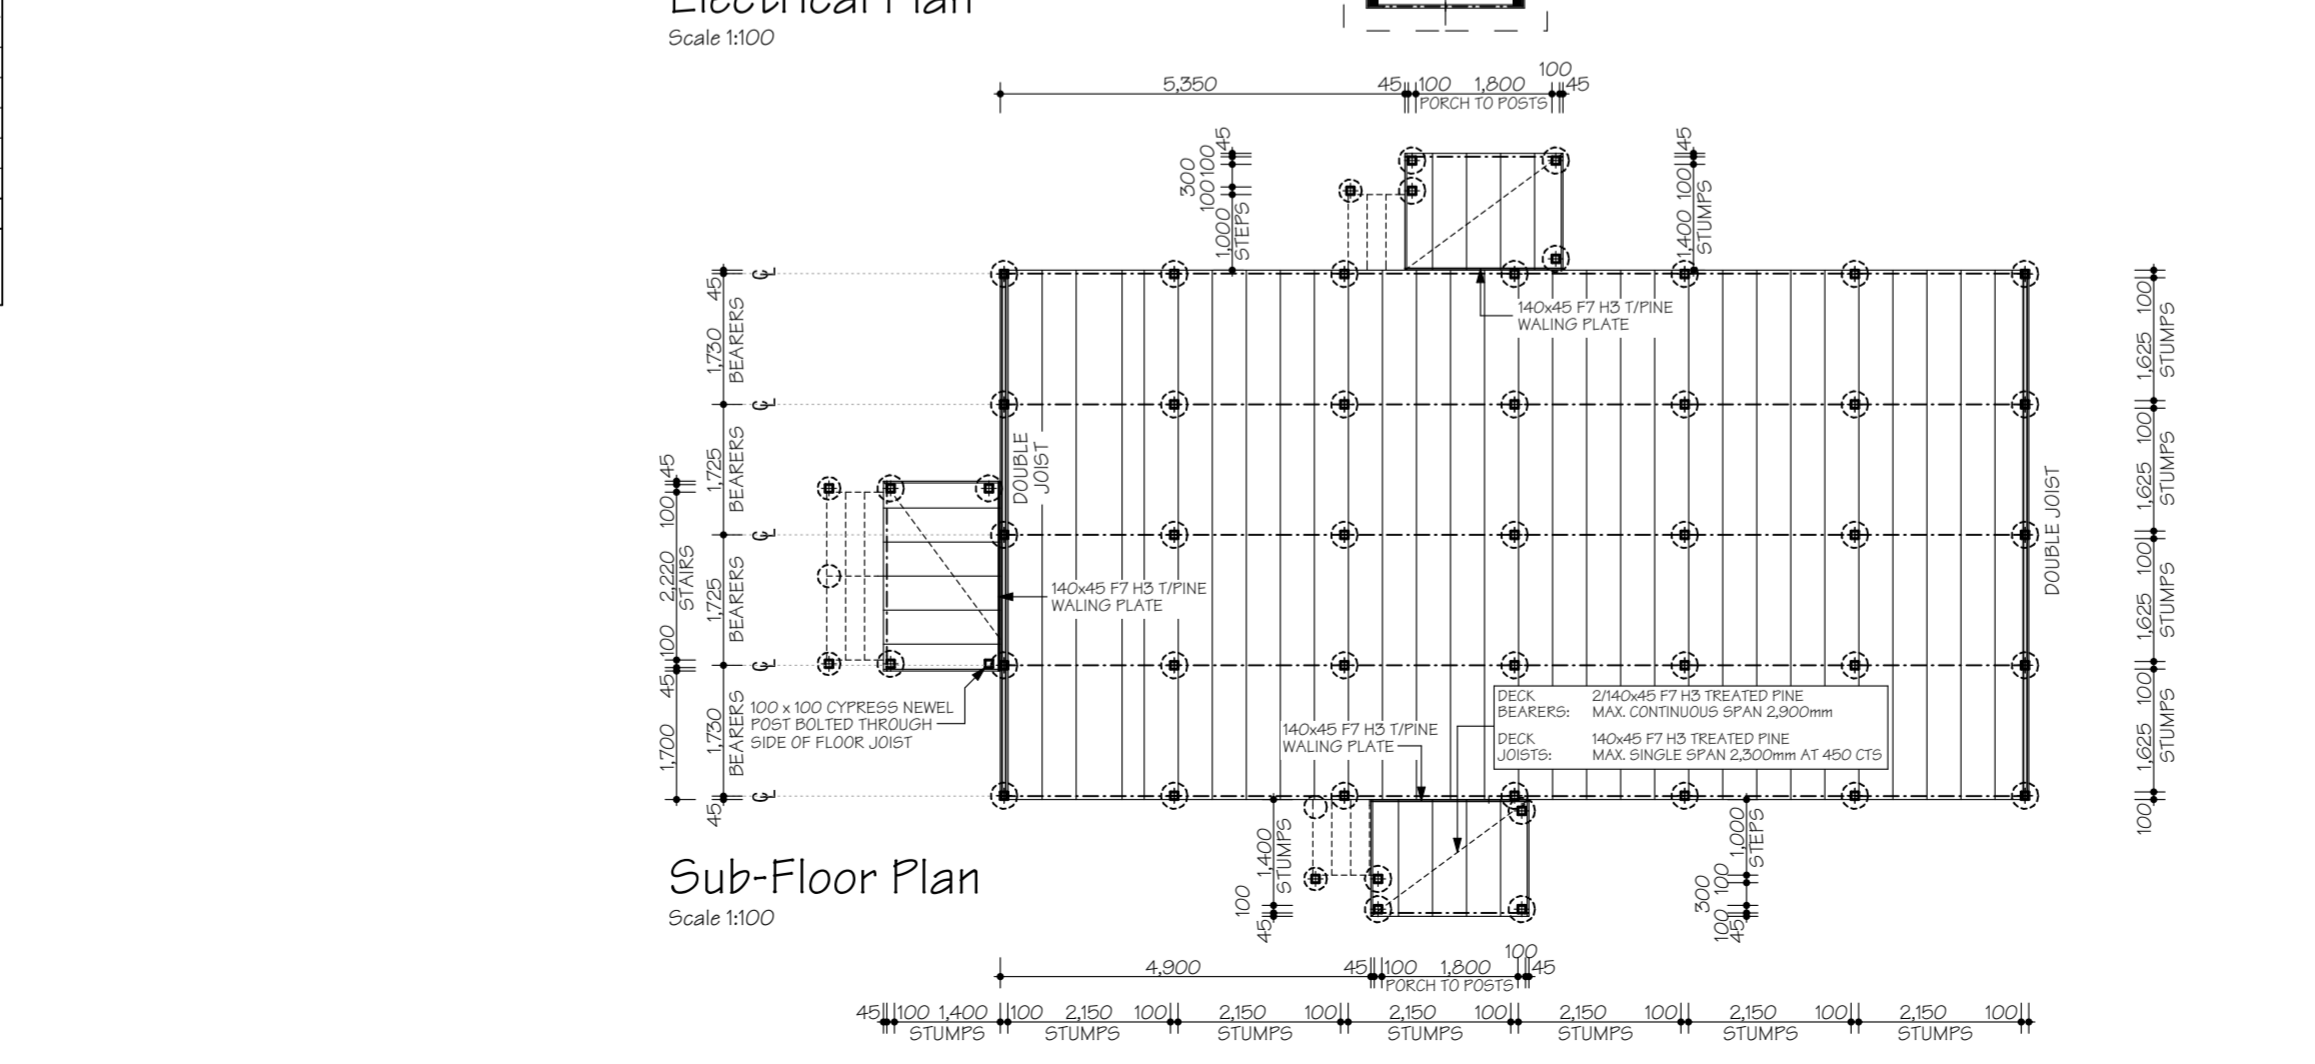 Electrical Plan
Scale 1:100
5,350
45
100
1,800
100
45
PORCH TO POSTS
45
100
100
300
100
1,000
STEPS
45
100
1,400
STUMPS
140x45 F7 H3 T/PINE
WALING PLATE
45
1,730
BEARERS
1,725
BEARERS
1,725
BEARERS
1,730
BEARERS
45
CL
CL
CL
CL
CL
45
100
2,220
STAIRS
100
45
1,700
DOUBLE
JOIST
140x45 F7 H3 T/PINE
WALING PLATE
100 x 100 CYPRESS NEWEL
POST BOLTED THROUGH
SIDE OF FLOOR JOIST
140x45 F7 H3 T/PINE
WALING PLATE
DECK BEARERS: 2/140x45 F7 H3 TREATED PINE
MAX. CONTINUOUS SPAN 2,900mm
DECK JOISTS: 140x45 F7 H3 TREATED PINE
MAX. SINGLE SPAN 2,300mm AT 450 CTS
DOUBLE JOIST
100
1,625
STUMPS
100
1,625
STUMPS
100
1,625
STUMPS
100
1,625
STUMPS
100
Sub-Floor Plan
Scale 1:100
1,400
STUMPS
100
45
1,000
STEPS
100
300
100
45
4,900
45
100
1,800
100
45
PORCH TO POSTS
45 100 1,400 100 2,150 100 2,150 100 2,150 100 2,150 100 2,150 100 2,150 100
STUMPS STUMPS STUMPS STUMPS STUMPS STUMPS STUMPS